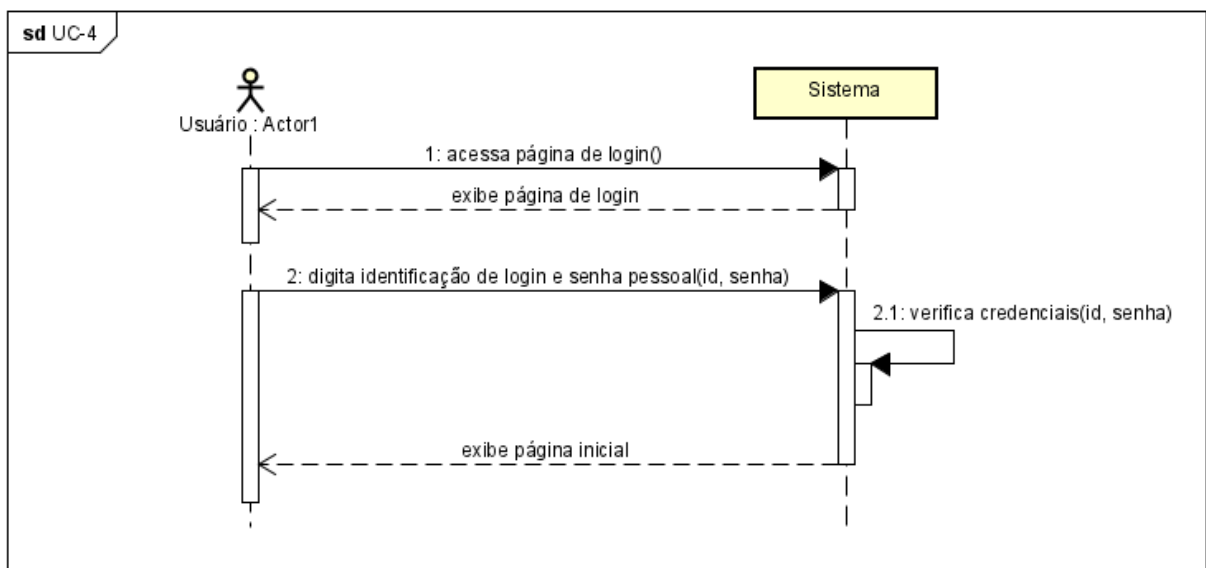 sd UC-4
Sistema
Usuário : Actor1
1: acessa página de login()
exibe página de login
2: digita identificação de login e senha pessoal(id, senha)
2.1: verifica credenciais(id, senha)
exibe página inicial